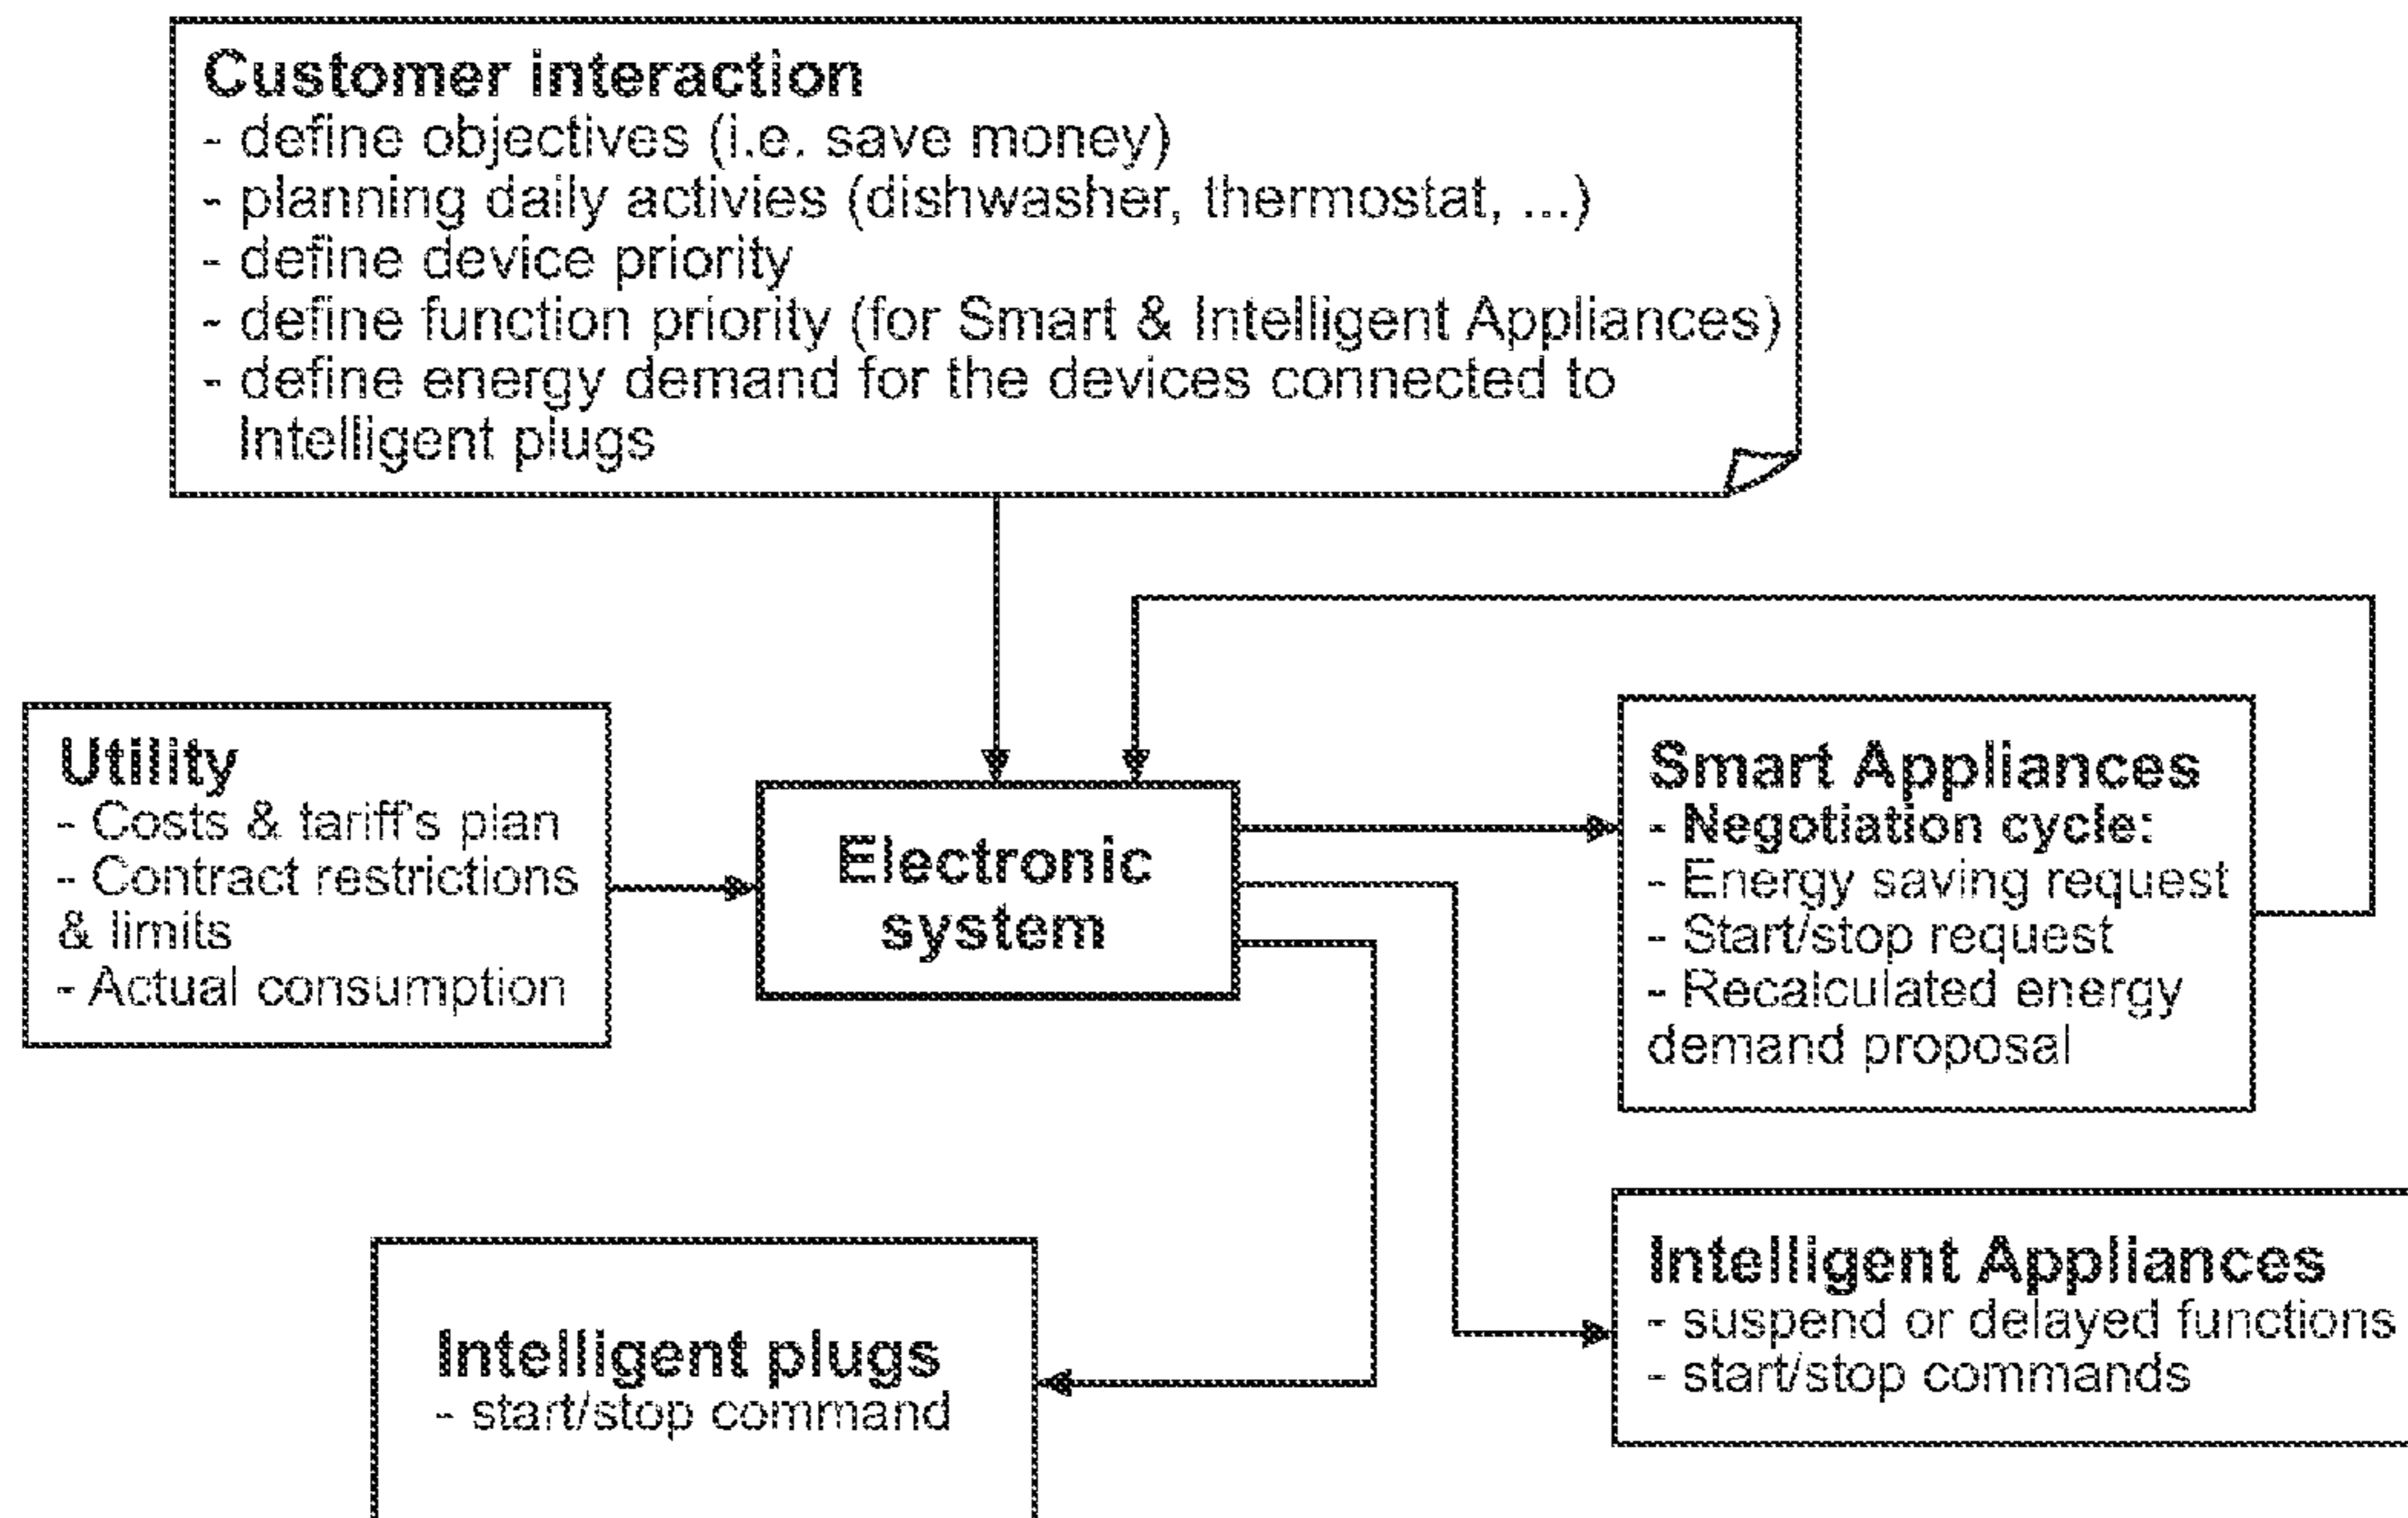 Customer interaction
- define objectives (i.e. save money)
- planning daily activies (dishwasher, thermostat, ...)
- define device priority
- define function priority (for Smart & Intelligent Appliances)
- define energy demand for the devices connected to
Intelligent plugs
Utility
- Costs & tariff's plan
- Contract restrictions
& limits
- Actual consumption
Electronic
system
Smart Appliances
- Negotiation cycle:
- Energy saving request
- Start/stop request
- Recalculated energy
demand proposal
Intelligent Appliances
- suspend or delayed functions
- start/stop commands
Intelligent plugs
- start/stop command